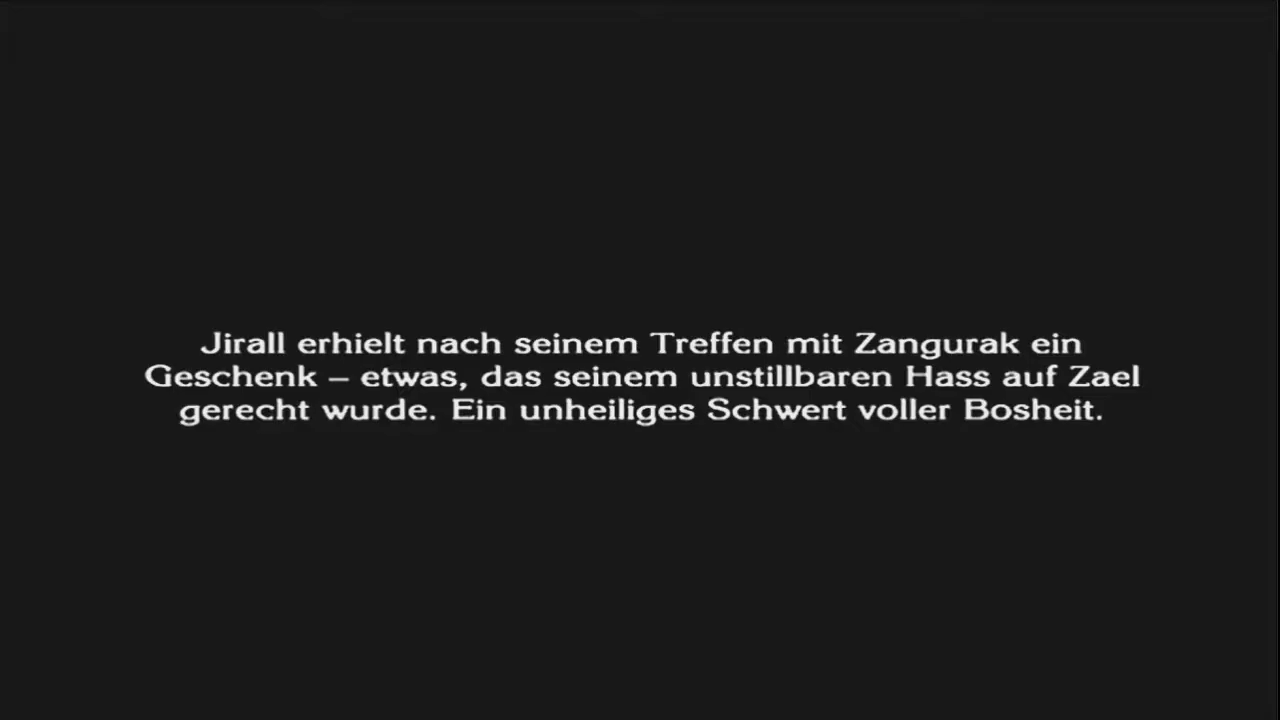 Jirall erhielt nach seinem Treffen mit Zangurak ein
Geschenk – etwas, das seinem unstillbaren Hass auf Zael
gerecht wurde. Ein unheiliges Schwert voller Bosheit.